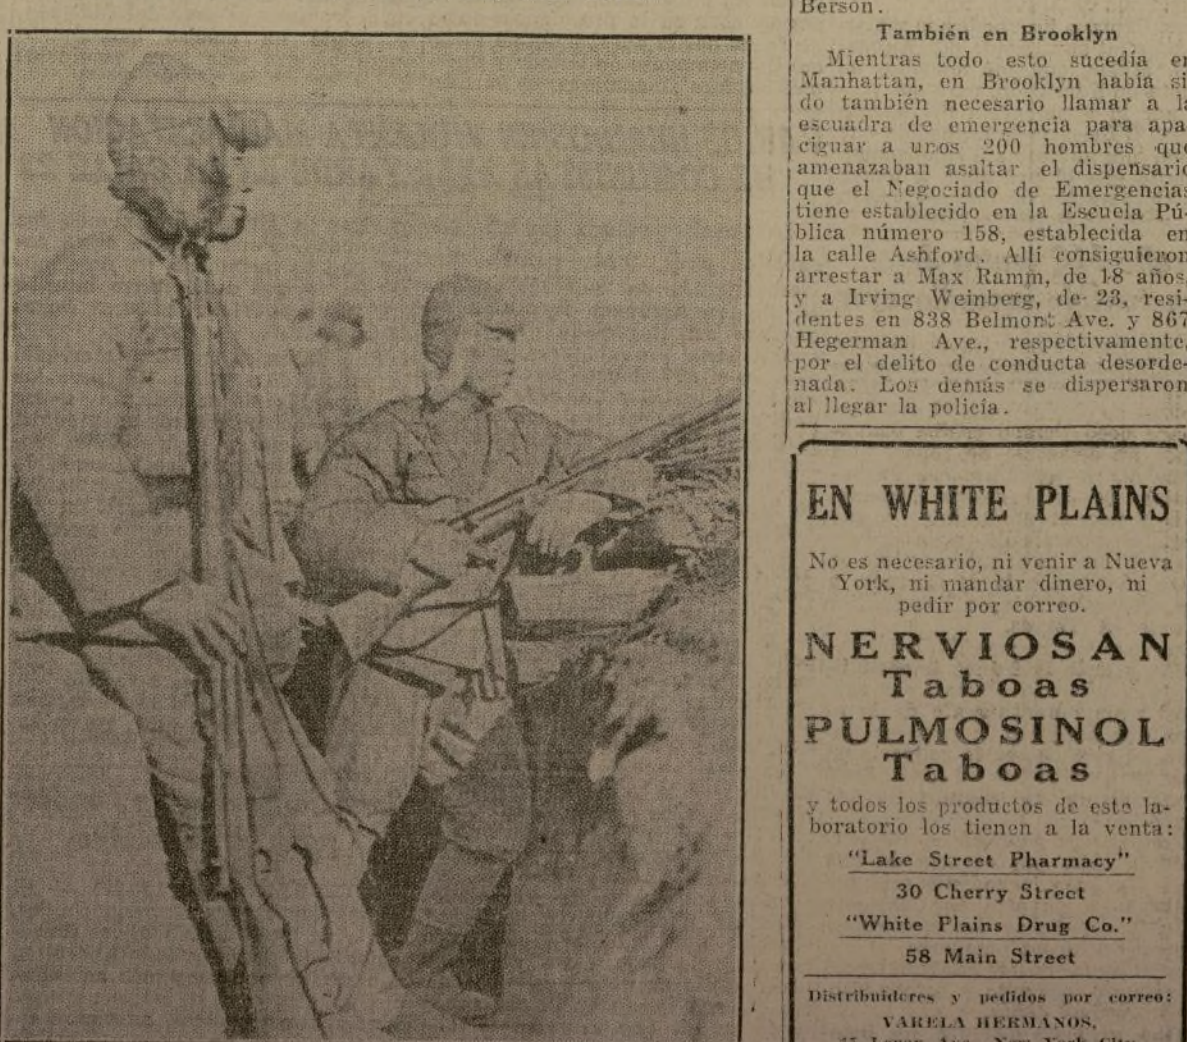 Berson.
También en Brooklyn
Mientras todo esto sucedía en
Manhattan, en Brooklyn había si
do también necesario llamar a la
escuadra de emergencia para apa
ciguar a unos 200 hombres que
amenazaban asaltar el dispensario
que el Negociado de Emergencias
tiene establecido en la Escuela Pú-
blica número 158, establecida en
la calle Ashford. Allí consiguieron
arrestar a Max Ramm, de 18 años,
y a Irving Weinberg, de 23, resi-
dentes en 838 Belmont Ave. y 867
Hegerman Ave., respectivamente,
por el delito de conducta desorde-
nada. Los demás se dispersaron
al llegar la policía.
EN WHITE PLAINS
No es necesario, ni venir a Nueva
York, ni mandar dinero, ni
pedir por correo.
NERVIOSAN
Taboas
PULMOSINOL
Taboas
y todos los productos de este la-
boratorio los tienen a la venta:
"Lake Street Pharmacy"
30 Cherry Street
"White Plains Drug Co."
58 Main Street
Distribuidores y pedidos por correo:
VARELA HERMANOS,
Lenox Ave., New York City